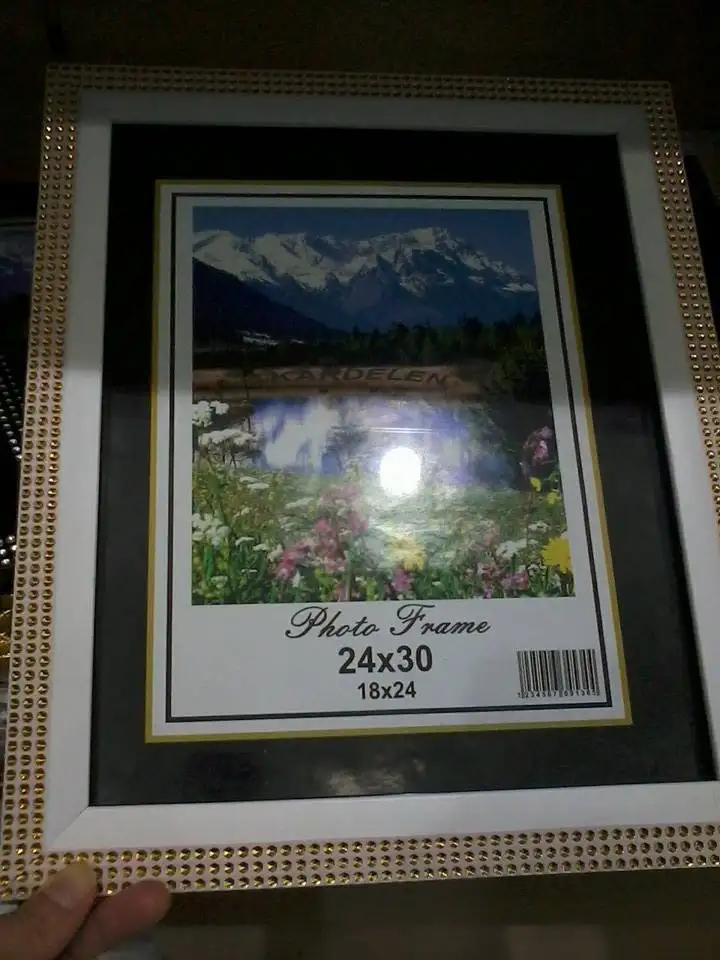 KARDELEN
Photo Frame
24x30
18x24